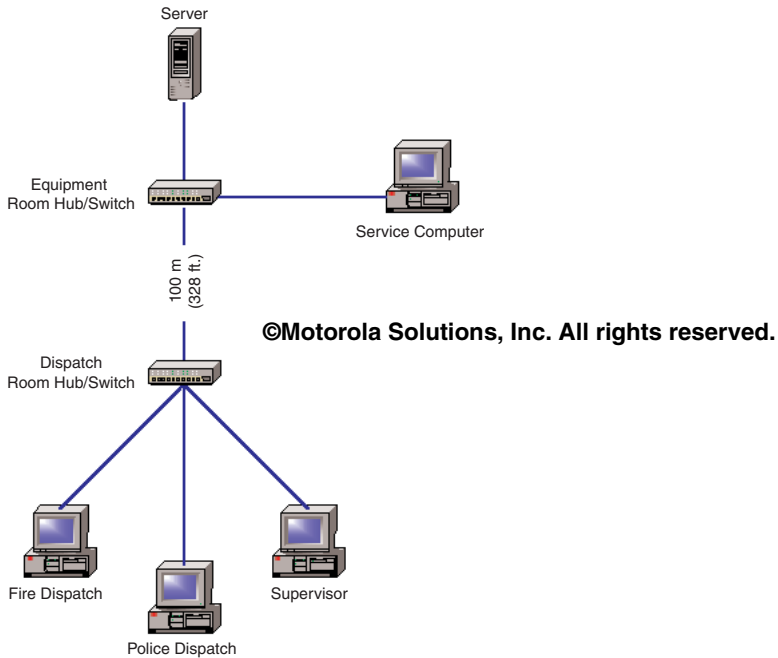 Server
Equipment
Room Hub/Switch
Service Computer
100 m
(328 ft.)
©Motorola Solutions, Inc. All rights reserved.
Dispatch
Room Hub/Switch
Fire Dispatch
Supervisor
Police Dispatch